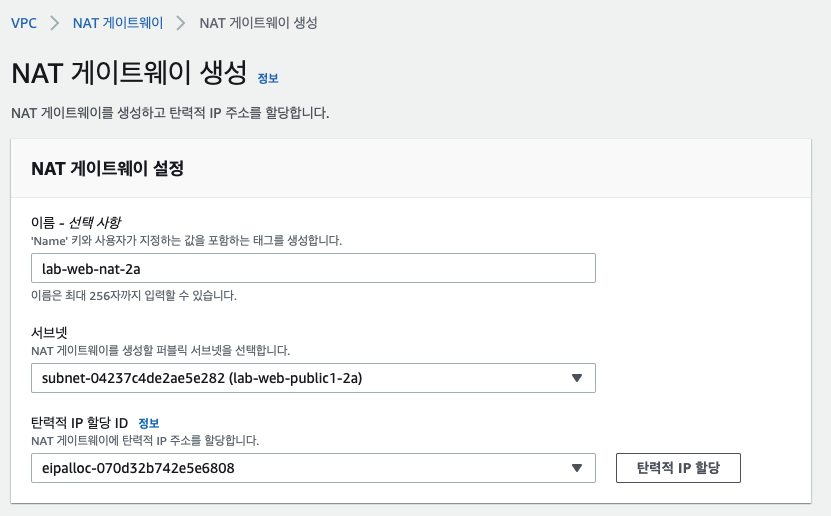 VPC > NAT 게이트웨이 > NAT 게이트웨이 생성
NAT 게이트웨이 생성 정보
NAT 게이트웨이를 생성하고 탄력적 IP 주소를 할당합니다.
NAT 게이트웨이 설정
이름 - 선택 사항
'Name' 키와 사용자가 지정하는 값을 포함하는 태그를 생성합니다.
lab-web-nat-2a
이름은 최대 256자까지 입력할 수 있습니다.
서브넷
NAT 게이트웨이를 생성할 퍼블릭 서브넷을 선택합니다.
subnet-04237c4de2ae5e282 (lab-web-public1-2a)
탄력적 IP 할당 ID 정보
NAT 게이트웨이에 탄력적 IP 주소를 할당합니다.
eipalloc-070d32b742e5e6808 탄력적 IP 할당